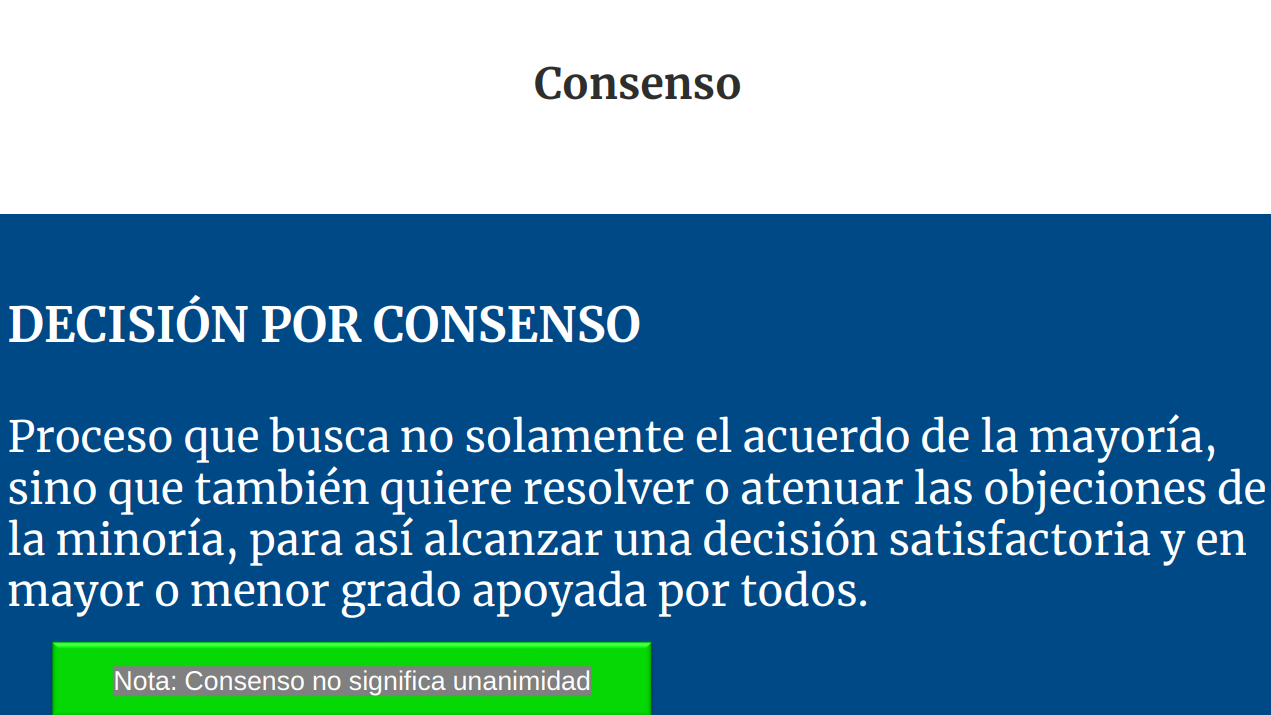 Consenso
DECISIÓN POR CONSENSO
Proceso que busca no solamente el acuerdo de la mayoría,
sino que también quiere resolver o atenuar las objeciones de
la minoría, para así alcanzar una decisión satisfactoria y en
mayor o menor grado apoyada por todos.
Nota: Consenso no significa unanimidad